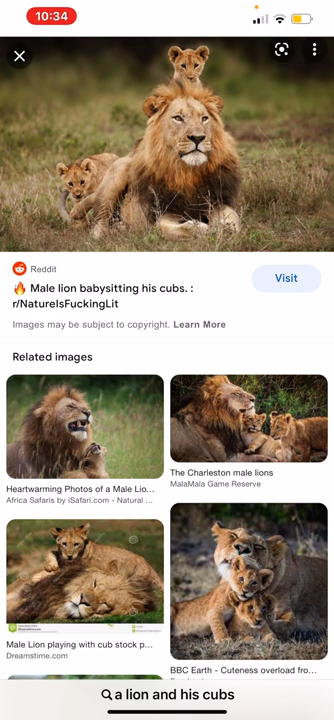 10:34
Reddit
🔥 Male lion babysitting his cubs. :
r/NatureIsFuckingLit
Visit
Images may be subject to copyright. Learn More
Related images
Heartwarming Photos of a Male Lio...
Africa Safaris by iSafari.com - Natural ...
The Charleston male lions
MalaMala Game Reserve
Male Lion playing with cub stock p...
Dreamstime.com
BBC Earth - Cuteness overload fro...
a lion and his cubs